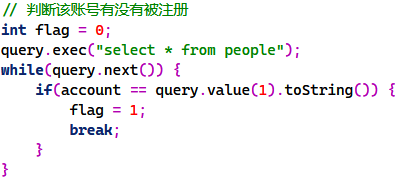 // 判断该账号有没有被注册
int flag = 0;
query.exec("select * from people");
while(query.next()) {
    if(account == query.value(1).toString()) {
        flag = 1;
        break;
    }
}